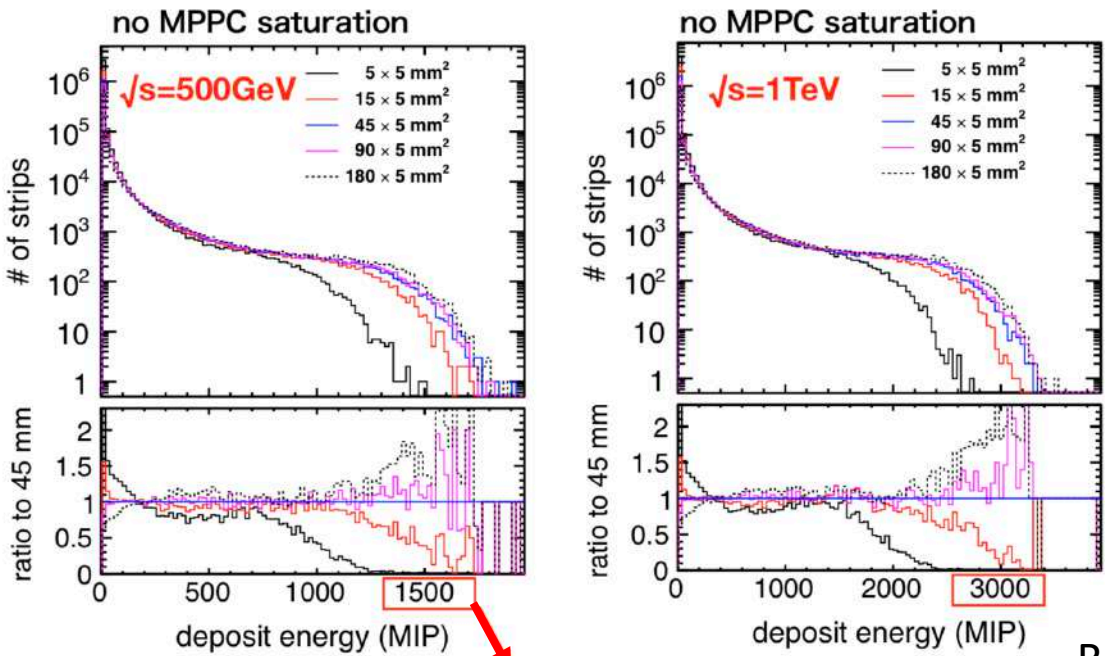 no MPPC saturation
√s=500GeV
5 × 5 mm²
15 × 5 mm²
45 × 5 mm²
90 × 5 mm²
180 × 5 mm²
# of strips
10⁶
10⁵
10⁴
10³
10²
10
1
ratio to 45 mm
2
1.5
1
0.5
0
0 500 1000 1500
deposit energy (MIP)
no MPPC saturation
√s=1TeV
5 × 5 mm²
15 × 5 mm²
45 × 5 mm²
90 × 5 mm²
180 × 5 mm²
# of strips
10⁶
10⁵
10⁴
10³
10²
10
1
ratio to 45 mm
2
1.5
1
0.5
0
0 1000 2000 3000
deposit energy (MIP)